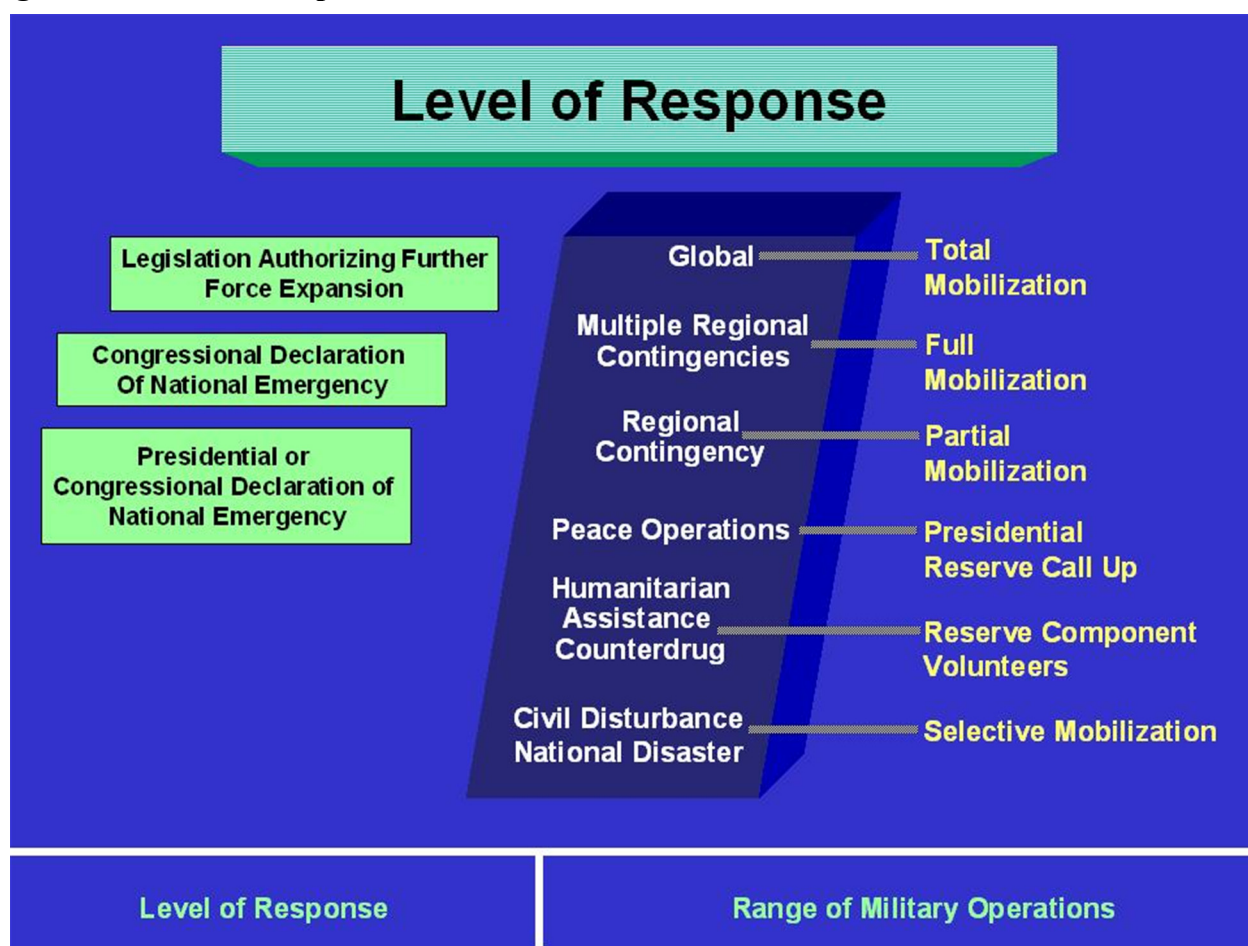 Level of Response
Legislation Authorizing Further
Force Expansion
Congressional Declaration
Of National Emergency
Presidential or
Congressional Declaration of
National Emergency
Global
Multiple Regional
Contingencies
Regional
Contingency
Peace Operations
Humanitarian
Assistance
Counterdrug
Civil Disturbance
National Disaster
Total
Mobilization
Full
Mobilization
Partial
Mobilization
Presidential
Reserve Call Up
Reserve Component
Volunteers
Selective Mobilization
Level of Response
Range of Military Operations